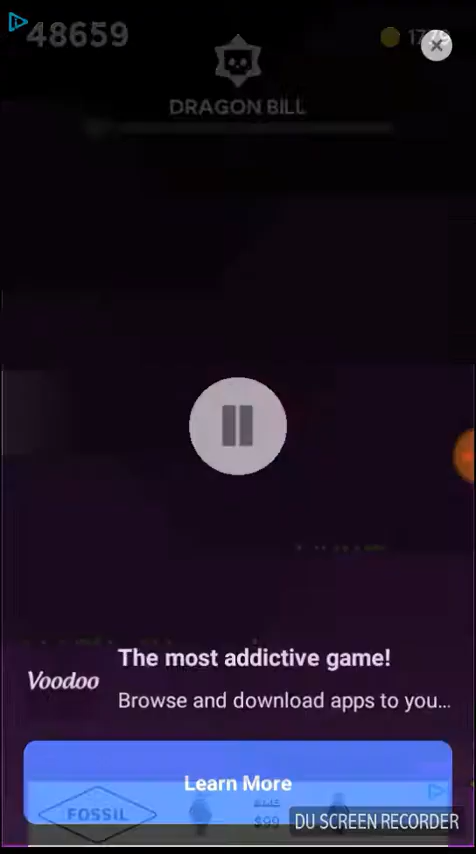 48659
DRAGON BILL
The most addictive game!
Voodoo
Browse and download apps to you...
Learn More
FOSSIL
$99
DU SCREEN RECORDER